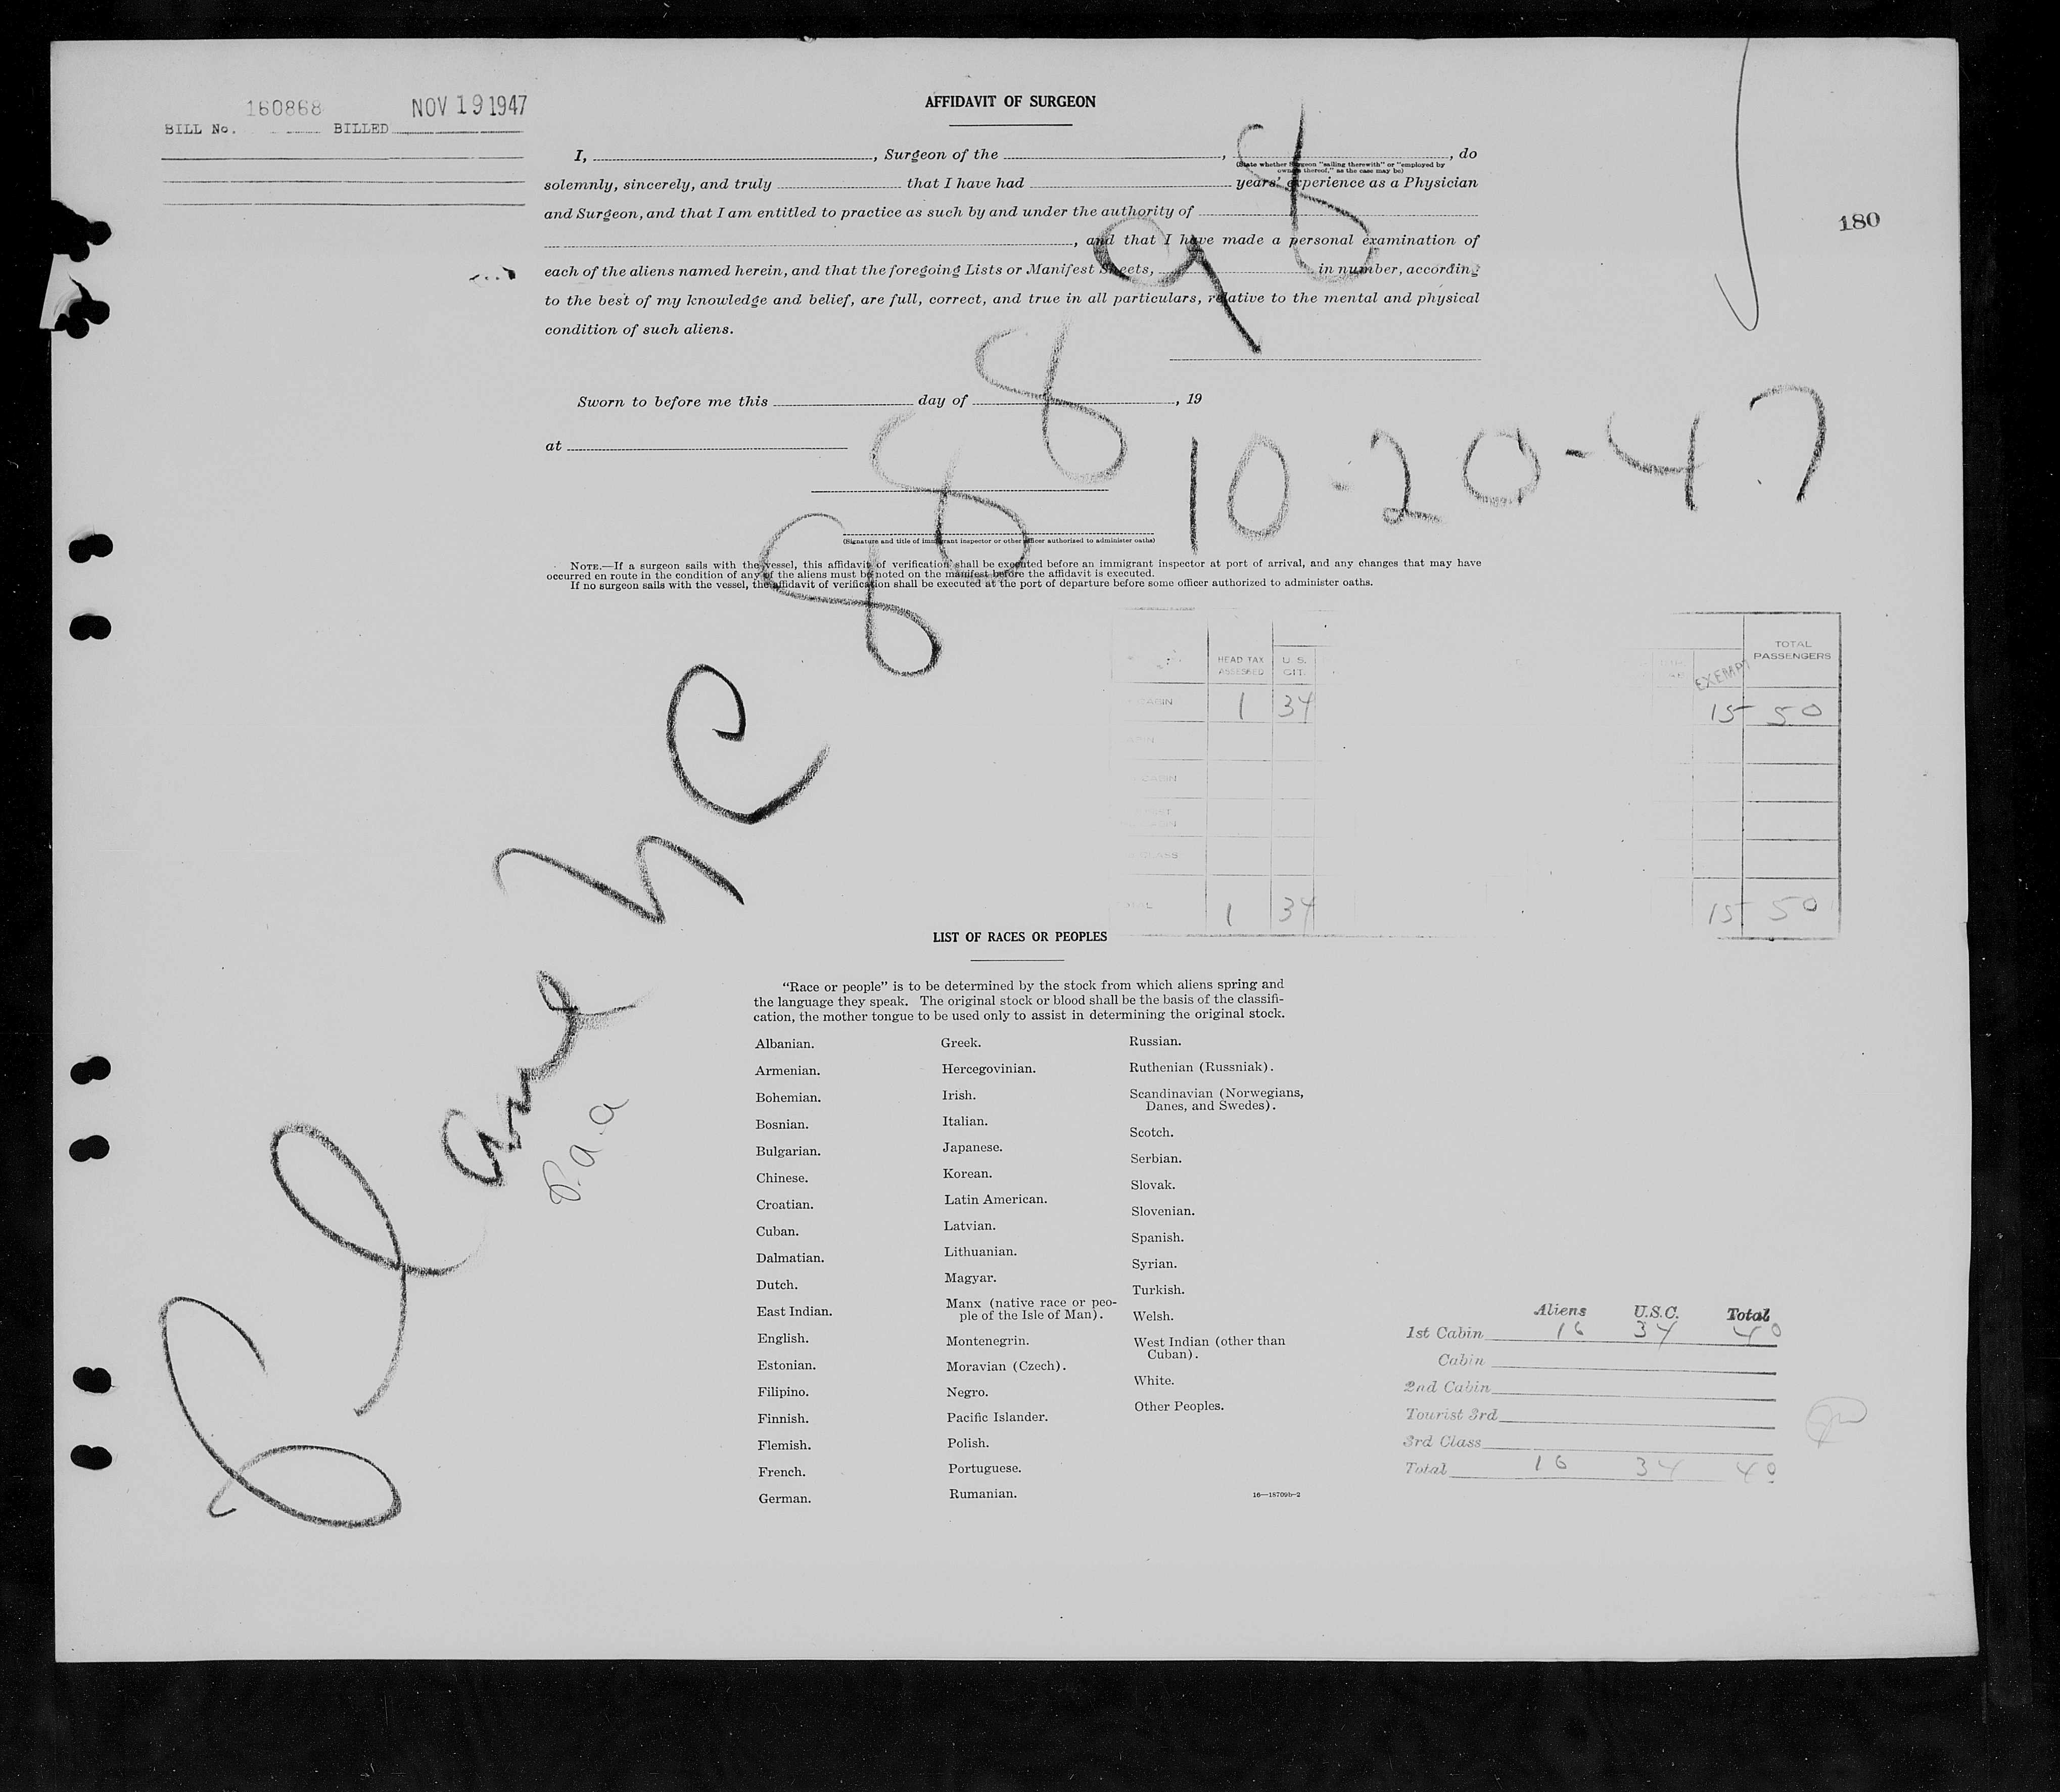 160868 NOV 19 1947
BILL No. BILLED
AFFIDAVIT OF SURGEON
I, , Surgeon of the , , do
(State whether Surgeon "sailing therewith" or "employed by
owners thereof," as the case may be)
solemnly, sincerely, and truly that I have had years' experience as a Physician
and Surgeon, and that I am entitled to practice as such by and under the authority of
, and that I have made a personal examination of
each of the aliens named herein, and that the foregoing Lists or Manifest Sheets, in number, according
to the best of my knowledge and belief, are full, correct, and true in all particulars, relative to the mental and physical
condition of such aliens.
180
Sworn to before me this day of , 19
at
10-20-47
(Signature and title of immigrant inspector or other officer authorized to administer oaths)
NOTE.—If a surgeon sails with the vessel, this affidavit of verification shall be executed before an immigrant inspector at port of arrival, and any changes that may have
occurred en route in the condition of any of the aliens must be noted on the manifest before the affidavit is executed.
If no surgeon sails with the vessel, the affidavit of verification shall be executed at the port of departure before some officer authorized to administer oaths.
Plane NC 88898
P.a.a
HEAD TAX ASSESSED U. S. CIT. EXEMPT TOTAL PASSENGERS
CABIN 1 34 15 50
CABIN
CLASS
1 34 15 50
LIST OF RACES OR PEOPLES
"Race or people" is to be determined by the stock from which aliens spring and
the language they speak. The original stock or blood shall be the basis of the classifi-
cation, the mother tongue to be used only to assist in determining the original stock.
Albanian.
Armenian.
Bohemian.
Bosnian.
Bulgarian.
Chinese.
Croatian.
Cuban.
Dalmatian.
Dutch.
East Indian.
English.
Estonian.
Filipino.
Finnish.
Flemish.
French.
German.
Greek.
Hercegovinian.
Irish.
Italian.
Japanese.
Korean.
Latin American.
Latvian.
Lithuanian.
Magyar.
Manx (native race or peo-
ple of the Isle of Man).
Montenegrin.
Moravian (Czech).
Negro.
Pacific Islander.
Polish.
Portuguese.
Rumanian.
Russian.
Ruthenian (Russniak).
Scandinavian (Norwegians,
Danes, and Swedes).
Scotch.
Serbian.
Slovak.
Slovenian.
Spanish.
Syrian.
Turkish.
Welsh.
West Indian (other than
Cuban).
White.
Other Peoples.
16—18709b-2
Aliens U.S.C. Total
1st Cabin 16 34 40
Cabin
2nd Cabin
Tourist 3rd
3rd Class
Total 16 34 40